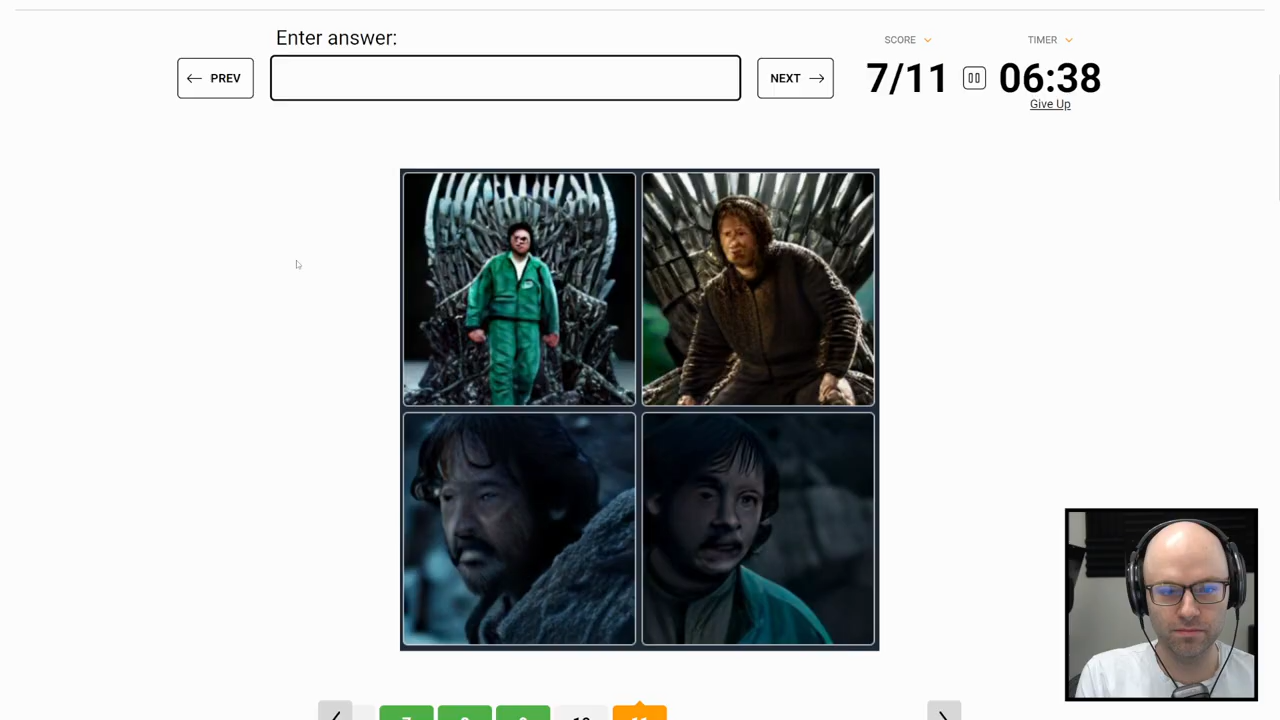 Enter answer:
SCORE
TIMER
PREV
NEXT
7/11
06:38
Give Up